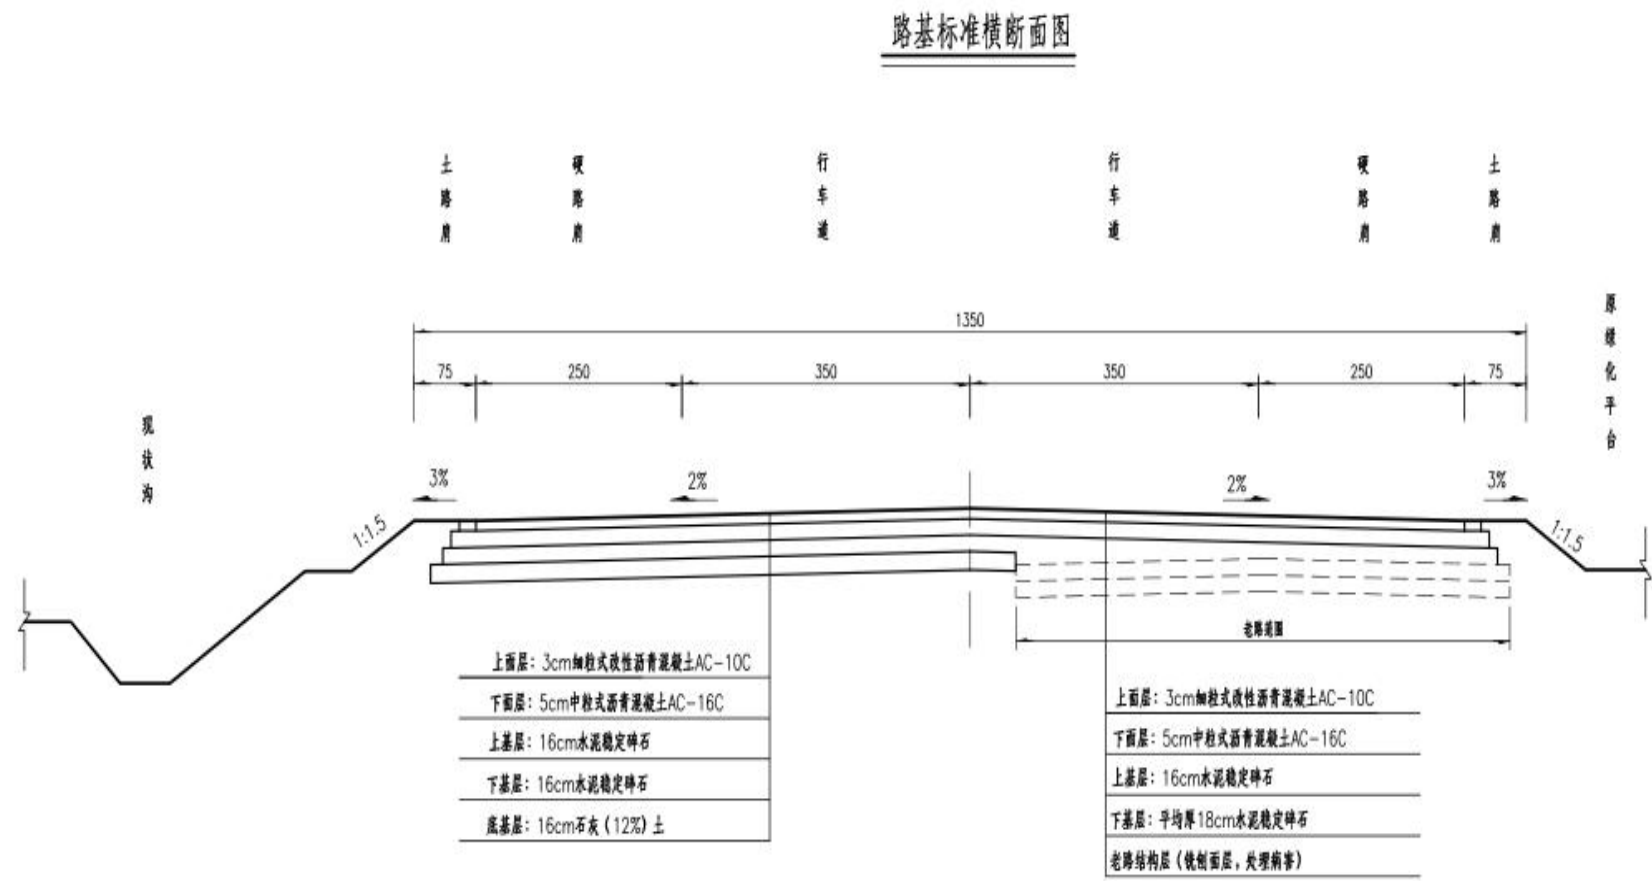 路基标准横断面图
土路肩
硬路肩
行车道
行车道
硬路肩
土路肩
原绿化平台
现状沟
1350
75
250
350
350
250
75
3%
2%
2%
3%
1:1.5
1:1.5
老路范围
上面层：3cm细粒式改性沥青混凝土AC-10C
下面层：5cm中粒式沥青混凝土AC-16C
上基层：16cm水泥稳定碎石
下基层：16cm水泥稳定碎石
底基层：16cm石灰（12%）土
上面层：3cm细粒式改性沥青混凝土AC-10C
下面层：5cm中粒式沥青混凝土AC-16C
上基层：16cm水泥稳定碎石
下基层：平均厚18cm水泥稳定碎石
老路结构层（铣刨面层，处理病害）